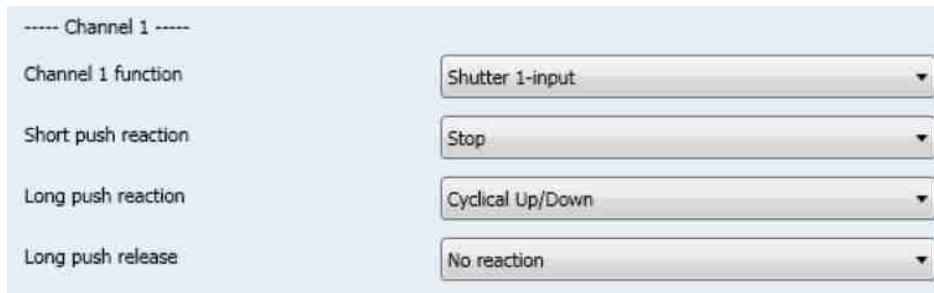 ----- Channel 1 -----
Channel 1 function Shutter 1-input
Short push reaction Stop
Long push reaction Cyclical Up/Down
Long push release No reaction